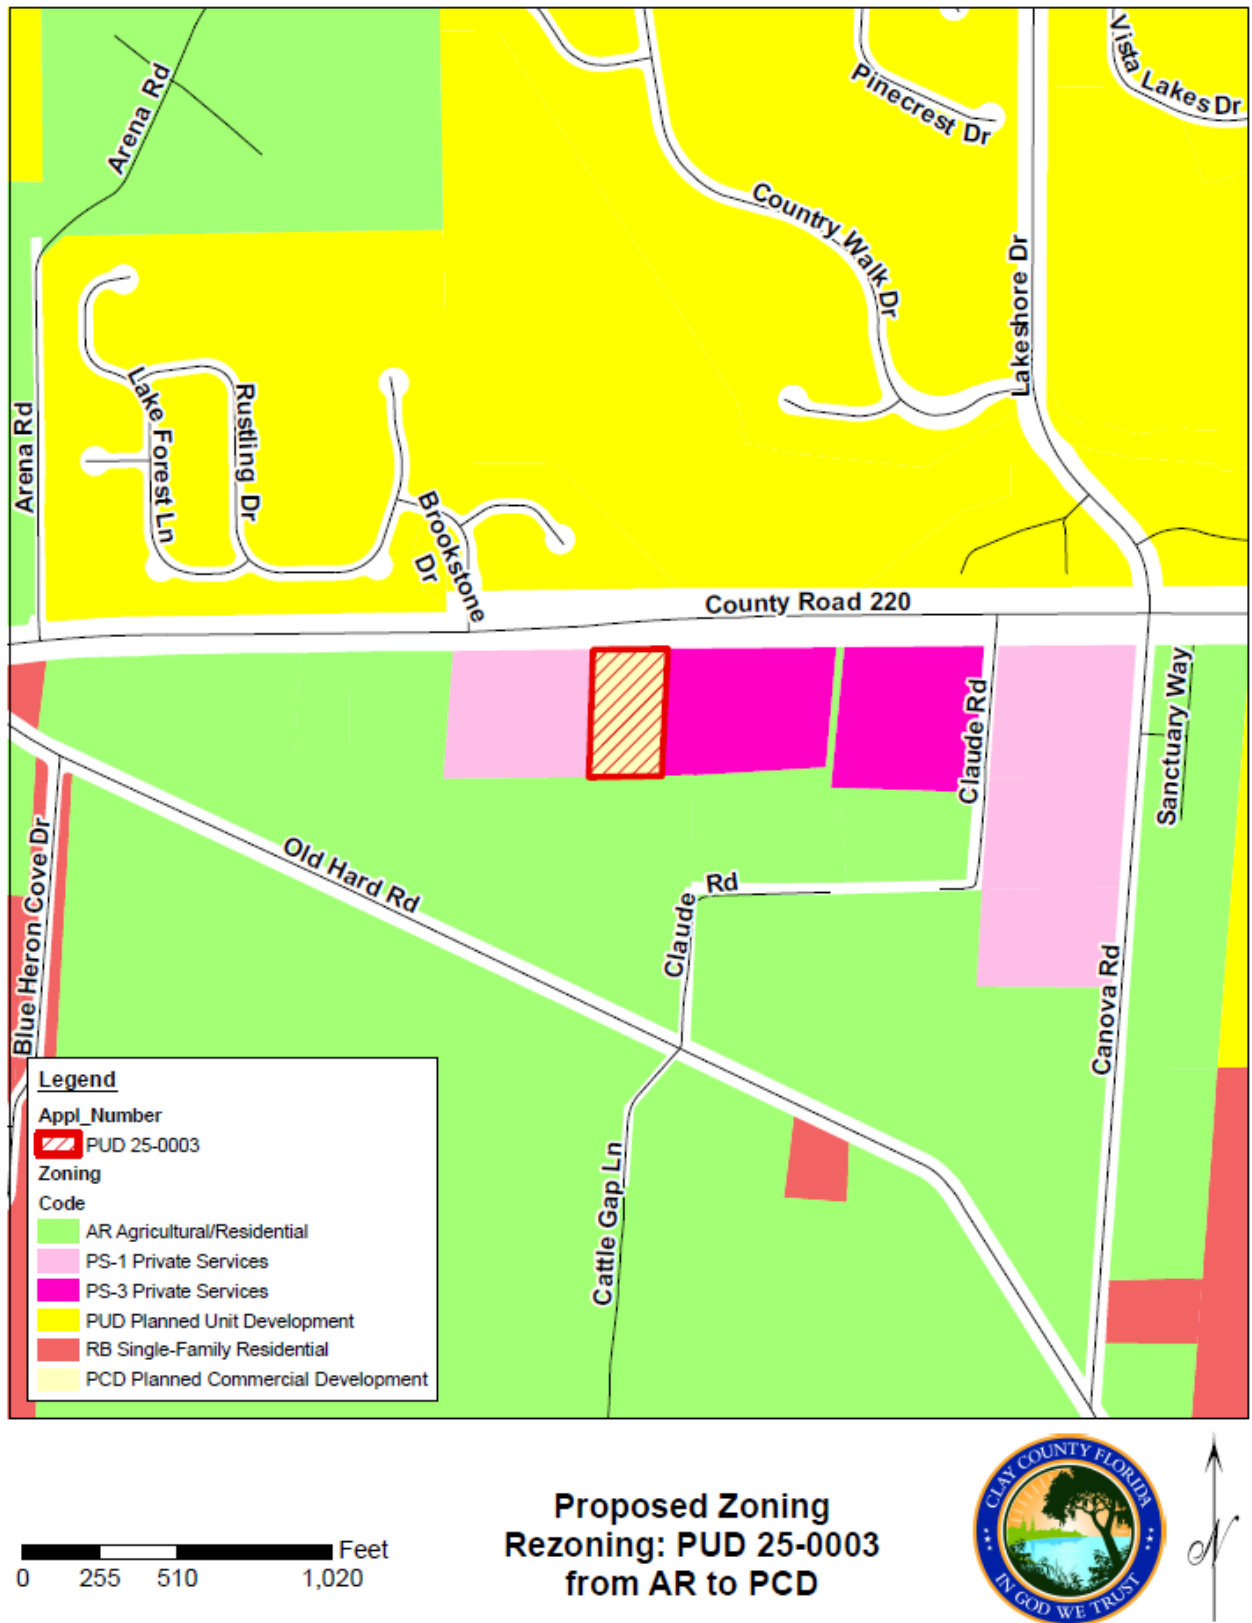 Arena Rd
Pinecrest Dr
Vista Lakes Dr
Country Walk Dr
Lakeshore Dr
Arena Rd
Lake Forest Ln
Rustling Dr
Brookstone
Dr
County Road 220
Claude Rd
Sanctuary Way
Blue Heron Cove Dr
Old Hard Rd
Claude
Rd
Canova Rd
Cattle Gap Ln
Legend
Appl_Number
PUD 25-0003
Zoning
Code
AR Agricultural/Residential
PS-1 Private Services
PS-3 Private Services
PUD Planned Unit Development
RB Single-Family Residential
PCD Planned Commercial Development
Feet
0 255 510 1,020
Proposed Zoning
Rezoning: PUD 25-0003
from AR to PCD
CLAY COUNTY FLORIDA
IN GOD WE TRUST
N